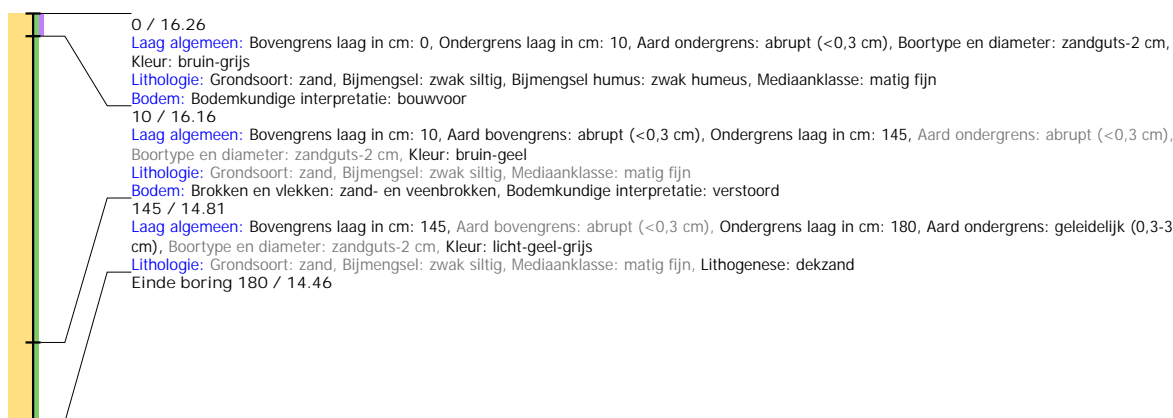 0 / 16.26
Laag algemeen: Bovengrens laag in cm: 0, Ondergrens laag in cm: 10, Aard ondergrens: abrupt (<0,3 cm), Boortype en diameter: zandguts-2 cm,
Kleur: bruin-grijs
Lithologie: Grondsoort: zand, Bijmengsel: zwak siltig, Bijmengsel humus: zwak humeus, Mediaanklasse: matig fijn
Bodem: Bodemkundige interpretatie: bouwvoor
10 / 16.16
Laag algemeen: Bovengrens laag in cm: 10, Aard bovengrens: abrupt (<0,3 cm), Ondergrens laag in cm: 145, Aard ondergrens: abrupt (<0,3 cm),
Boortype en diameter: zandguts-2 cm, Kleur: bruin-geel
Lithologie: Grondsoort: zand, Bijmengsel: zwak siltig, Mediaanklasse: matig fijn
Bodem: Brokken en vlekken: zand- en veenbrokken, Bodemkundige interpretatie: verstoord
145 / 14.81
Laag algemeen: Bovengrens laag in cm: 145, Aard bovengrens: abrupt (<0,3 cm), Ondergrens laag in cm: 180, Aard ondergrens: geleidelijk (0,3-3
cm), Boortype en diameter: zandguts-2 cm, Kleur: licht-geel-grijs
Lithologie: Grondsoort: zand, Bijmengsel: zwak siltig, Mediaanklasse: matig fijn, Lithogenese: dekzand
Einde boring 180 / 14.46